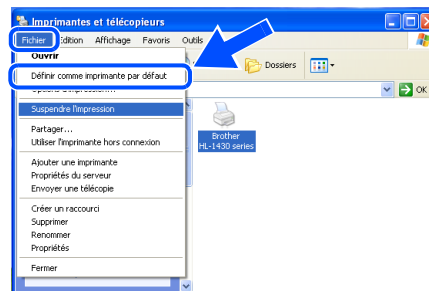 Imprimantes et télécopieurs
Fichier Edition Affichage Favoris Outils
Ouvrir
Définir comme imprimante par défaut
Options d'impression...
Suspendre l'impression
Partager...
Utiliser l'imprimante hors connexion
Ajouter une imprimante
Propriétés du serveur
Envoyer une télécopie
Créer un raccourci
Supprimer
Renommer
Propriétés
Fermer
Dossiers
OK
Brother
HL-1430 series